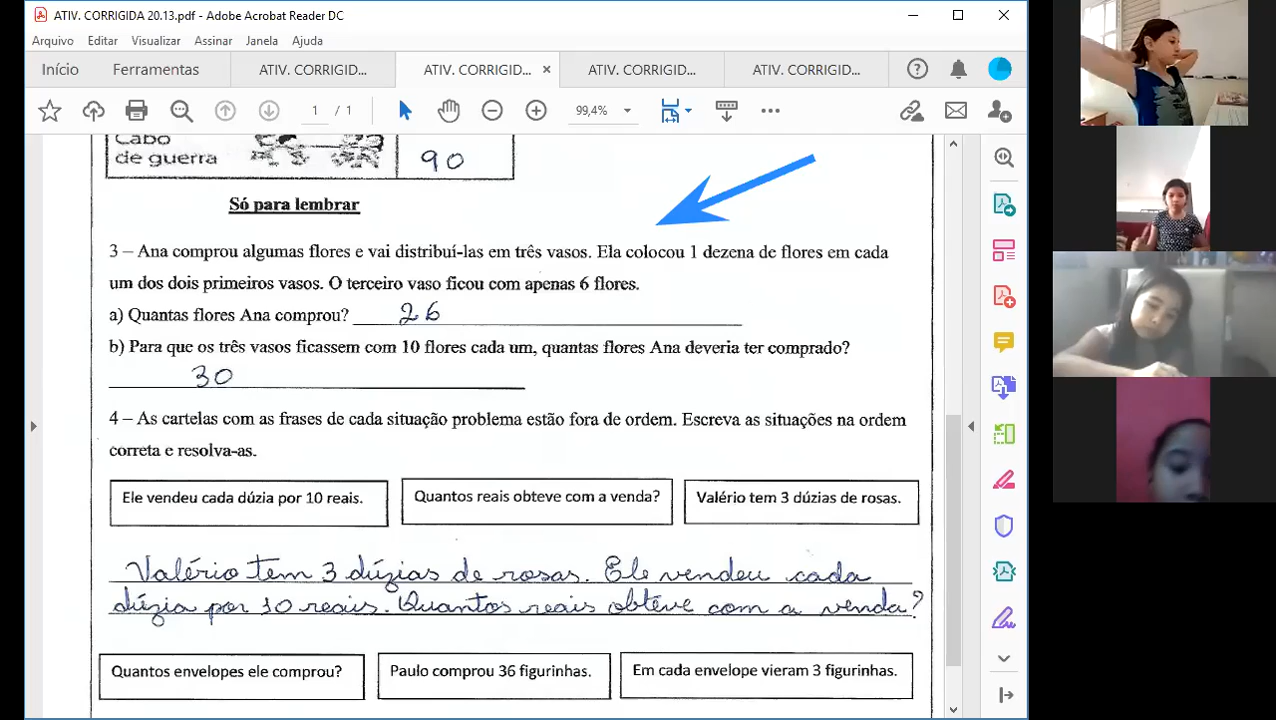 ATIV. CORRIGIDA 20.13.pdf - Adobe Acrobat Reader DC
Arquivo Editar Visualizar Assinar Janela Ajuda
Início Ferramentas ATIV. CORRIGID... ATIV. CORRIGID... × ATIV. CORRIGID... ATIV. CORRIGID...
1 / 1 99,4%
Cabo
de guerra 90
Só para lembrar
3 – Ana comprou algumas flores e vai distribuí-las em três vasos. Ela colocou 1 dezena de flores em cada
um dos dois primeiros vasos. O terceiro vaso ficou com apenas 6 flores.
a) Quantas flores Ana comprou? 26
b) Para que os três vasos ficassem com 10 flores cada um, quantas flores Ana deveria ter comprado?
30
4 – As cartelas com as frases de cada situação problema estão fora de ordem. Escreva as situações na ordem
correta e resolva-as.
Ele vendeu cada dúzia por 10 reais. Quantos reais obteve com a venda? Valério tem 3 dúzias de rosas.
Valério tem 3 dúzias de rosas. Ele vendeu cada
dúzia por 10 reais. Quantos reais obteve com a venda?
Quantos envelopes ele comprou? Paulo comprou 36 figurinhas. Em cada envelope vieram 3 figurinhas.